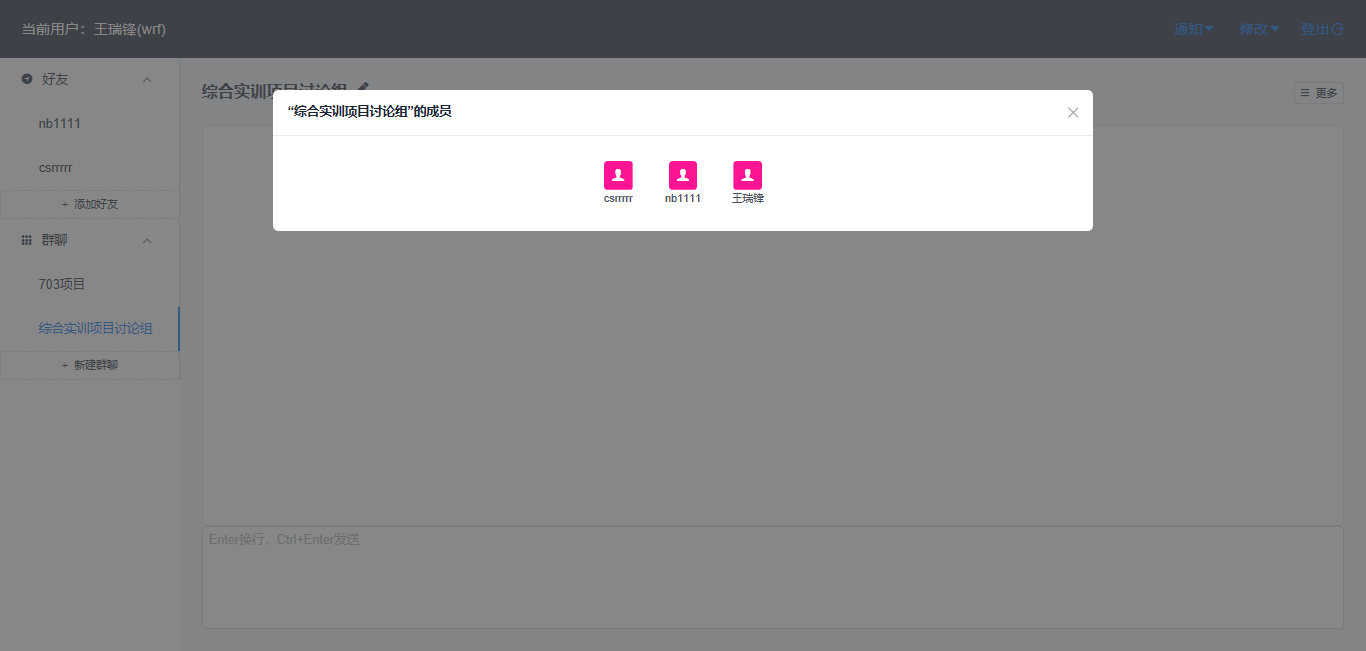 当前用户：王瑞锋(wrf)
通知
修改
登出
好友
nb1111
csrrrrr
+ 添加好友
群聊
703项目
综合实训项目讨论组
+ 新建群聊
综合实训项目讨论组
更多
“综合实训项目讨论组”的成员
csrrrrr
nb1111
王瑞锋
Enter换行，Ctrl+Enter发送